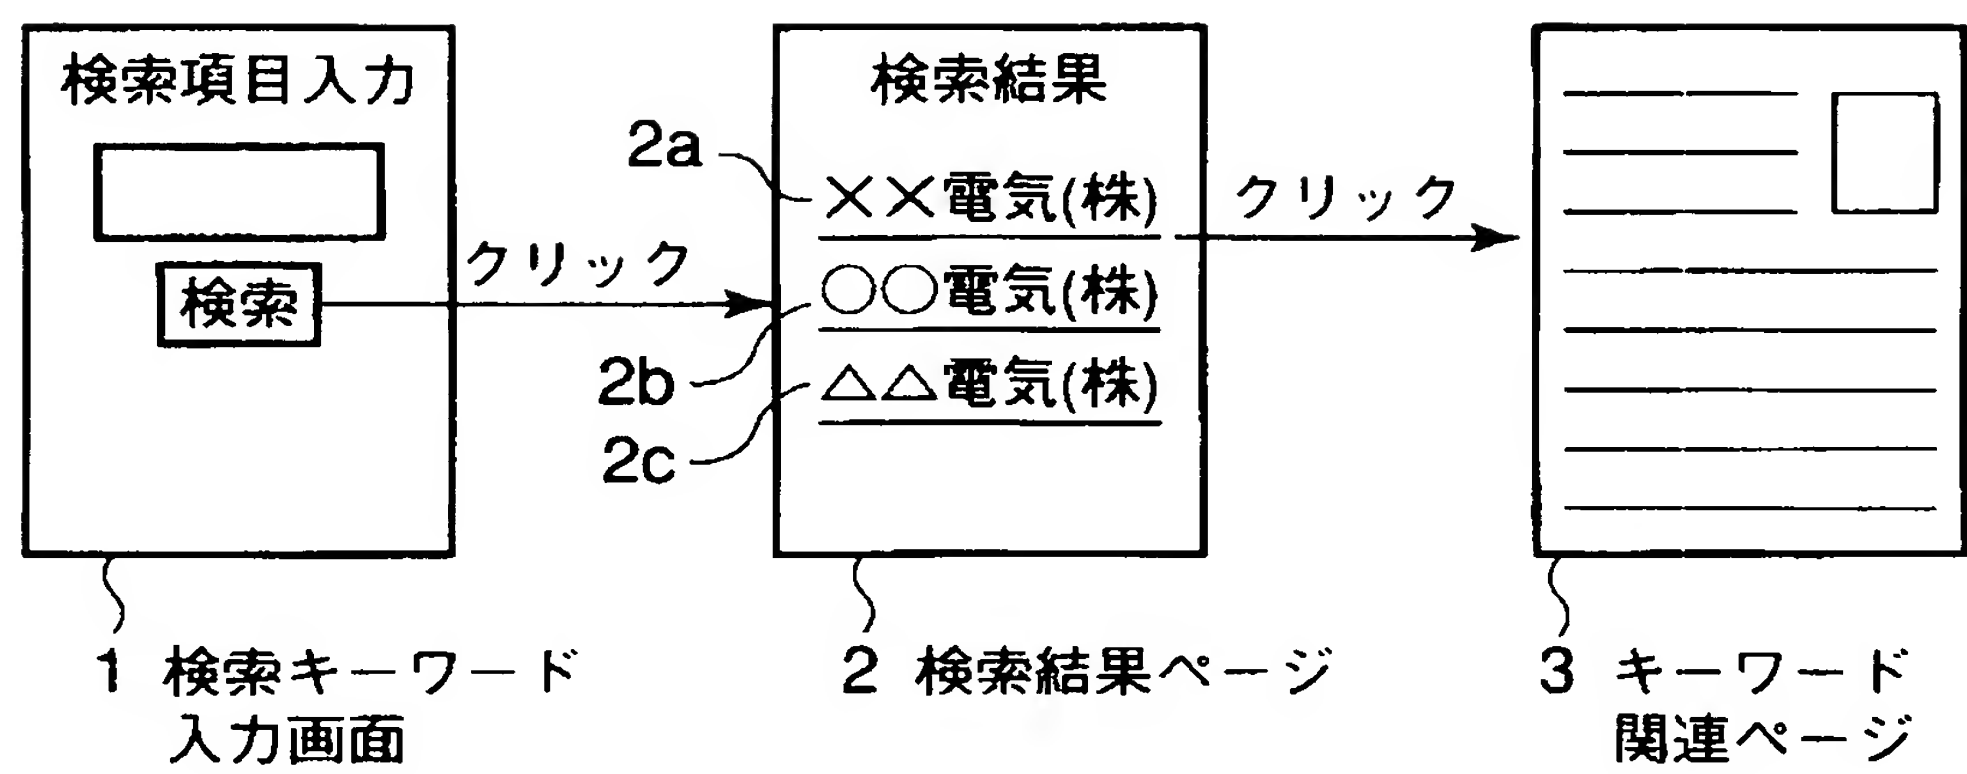 検索項目入力
検索
クリック
検索結果
2a
××電気(株)
2b
○○電気(株)
2c
△△電気(株)
クリック
1 検索キーワード
入力画面
2 検索結果ページ
3 キーワード
関連ページ